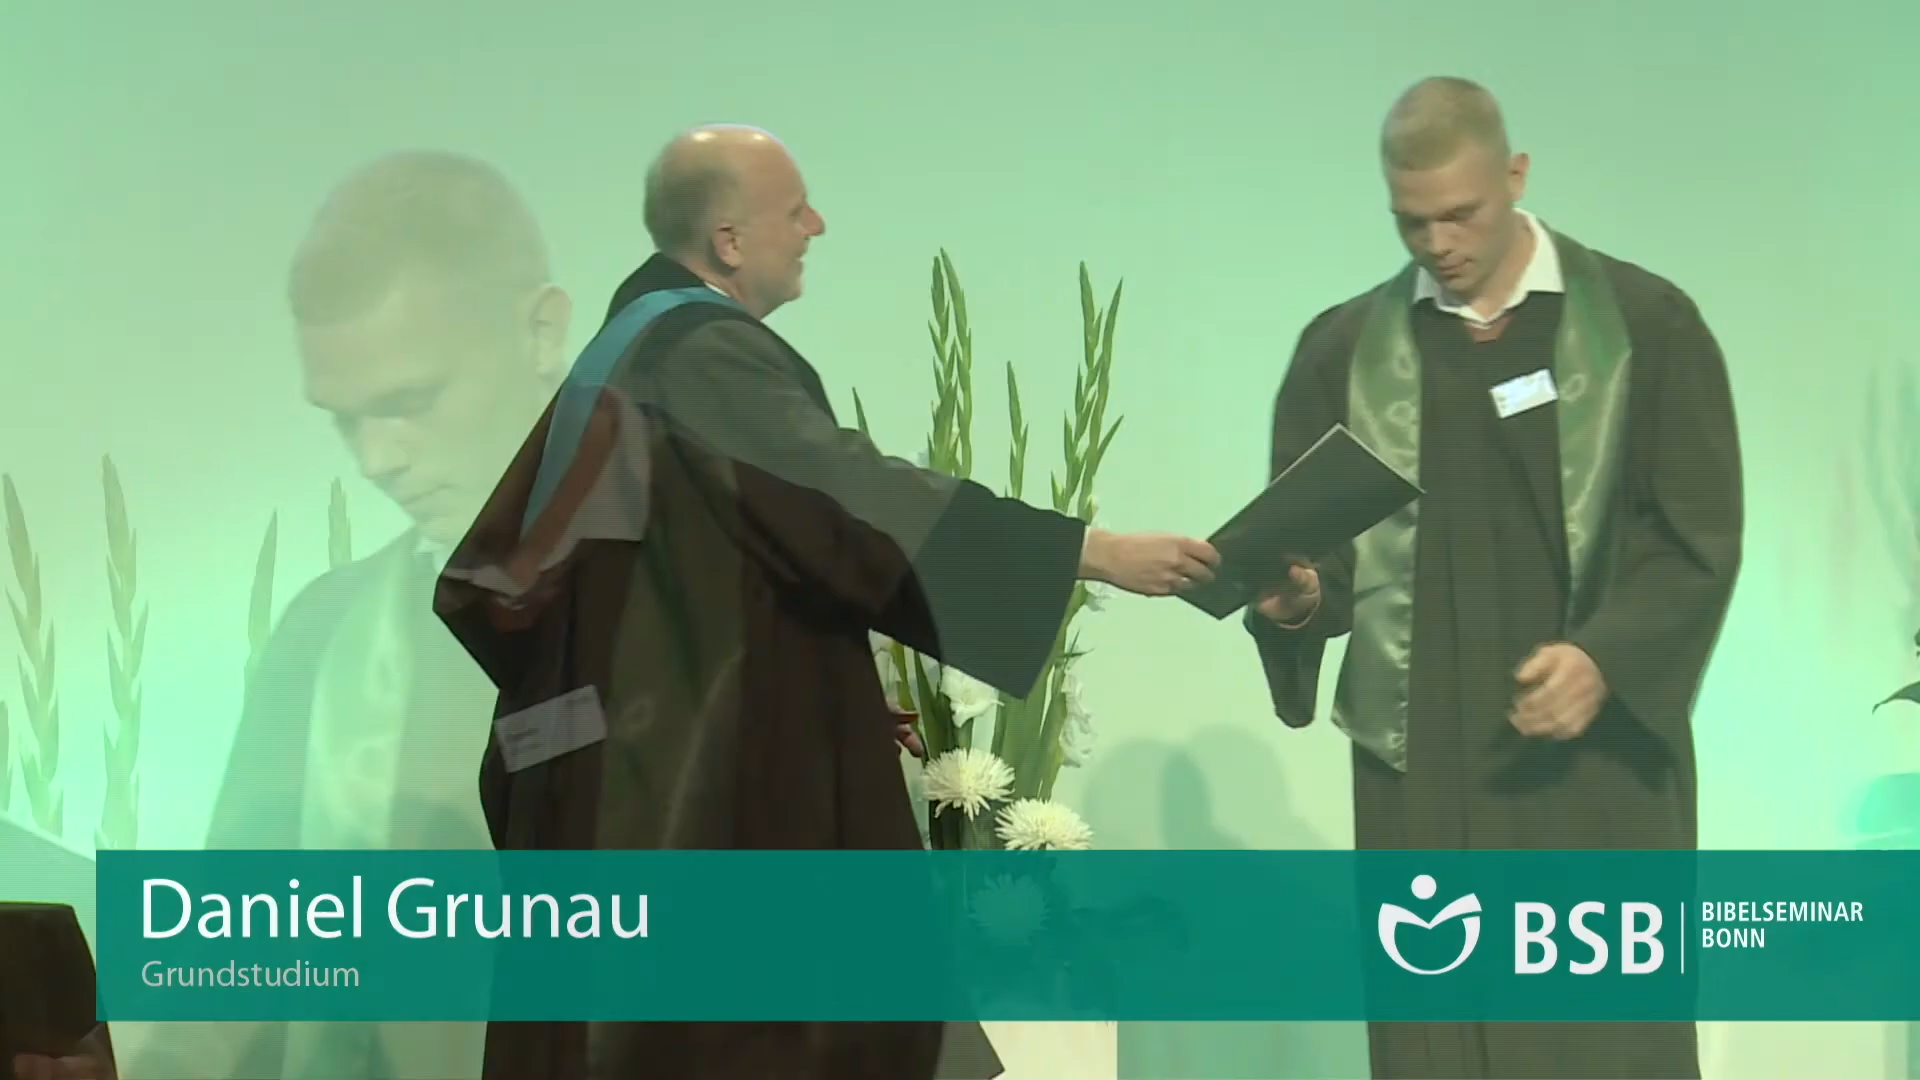 Daniel Grunau
Grundstudium
BSB
BIBELSEMINAR
BONN